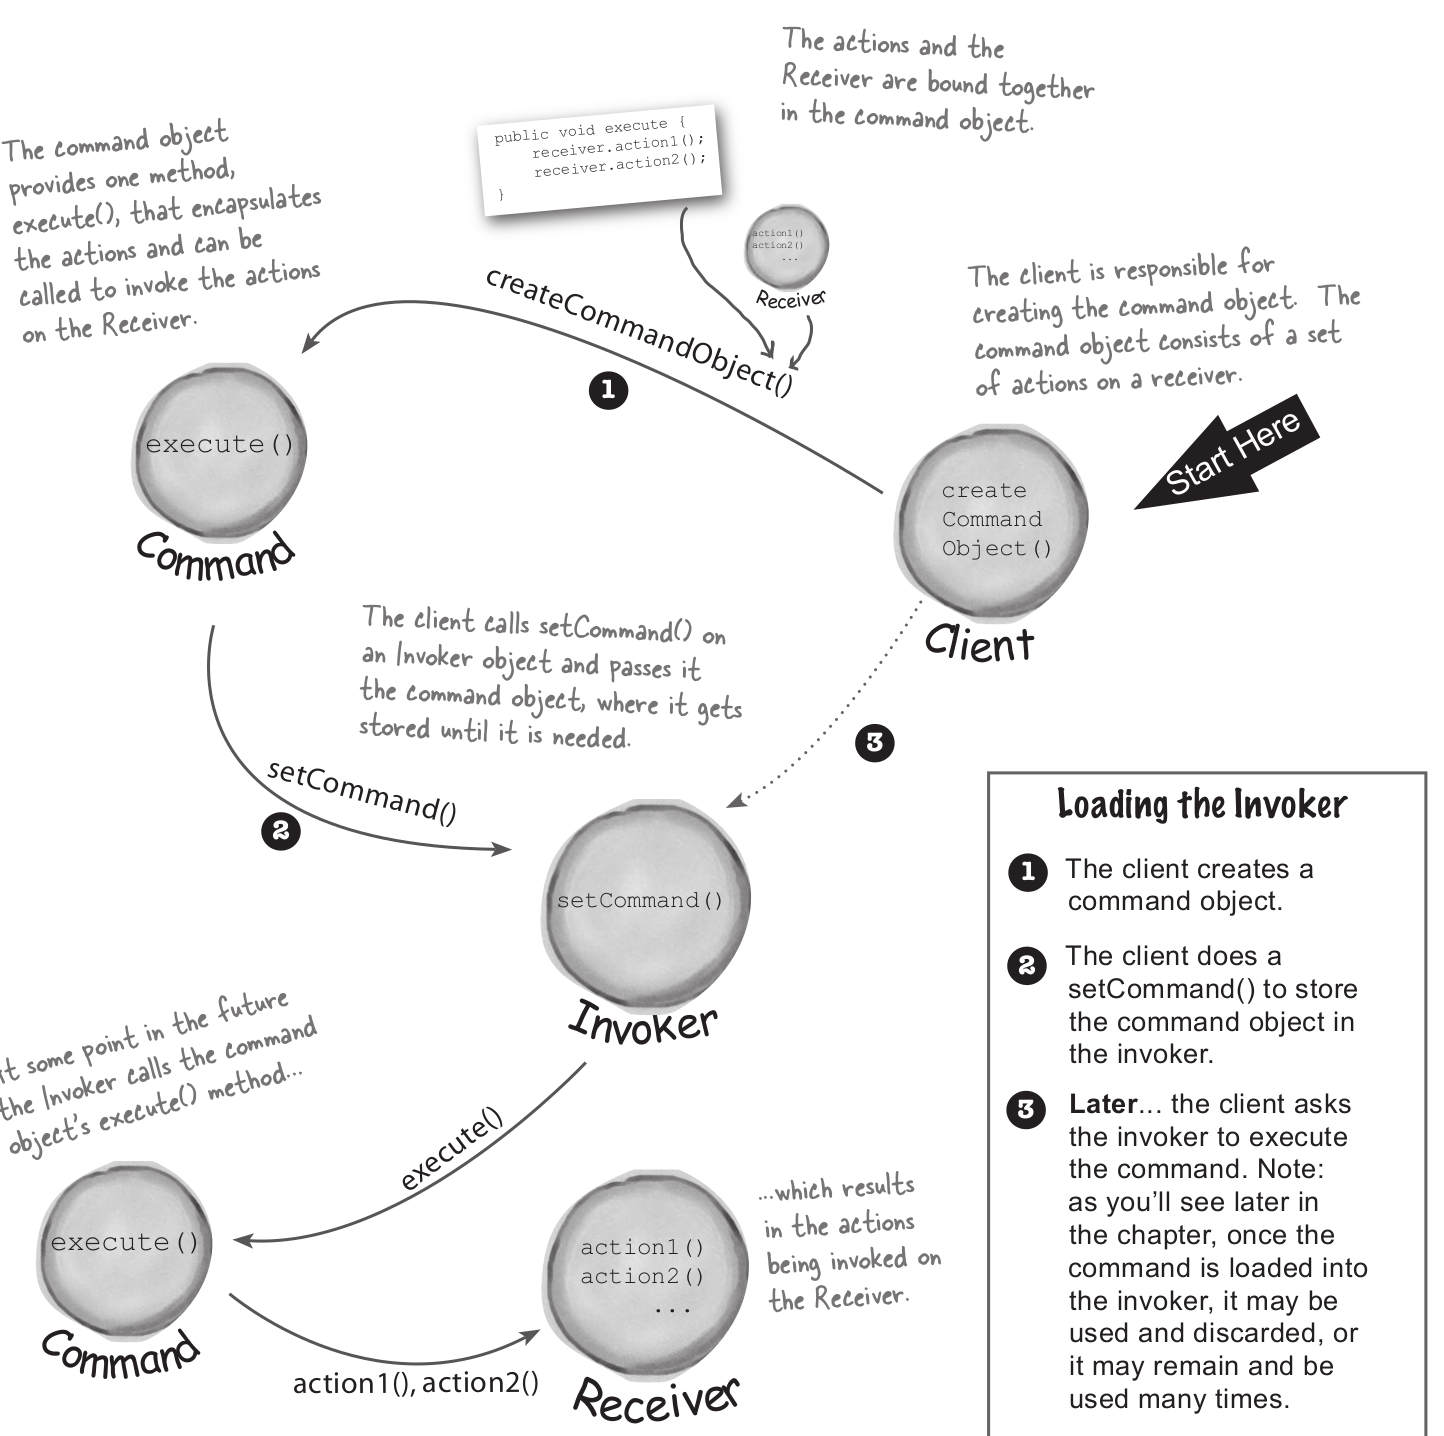 The actions and the
Receiver are bound together
in the command object.
public void execute {
receiver.action1();
receiver.action2();
}
The command object
provides one method,
execute(), that encapsulates
the actions and can be
called to invoke the actions
on the Receiver.
action1()
action2()
...
Receiver
createCommandObject()
1
The client is responsible for
creating the command object. The
command object consists of a set
of actions on a receiver.
Start Here
execute()
Command
create
Command
Object()
Client
The client calls setCommand() on
an Invoker object and passes it
the command object, where it gets
stored until it is needed.
3
setCommand()
2
setCommand()
Invoker
it some point in the future
the Invoker calls the command
object's execute() method...
execute()
execute()
Command
action1()
action2()
...
Receiver
...which results
in the actions
being invoked on
the Receiver.
action1(), action2()
Loading the Invoker
1 The client creates a
command object.
2 The client does a
setCommand() to store
the command object in
the invoker.
3 Later... the client asks
the invoker to execute
the command. Note:
as you’ll see later in
the chapter, once the
command is loaded into
the invoker, it may be
used and discarded, or
it may remain and be
used many times.